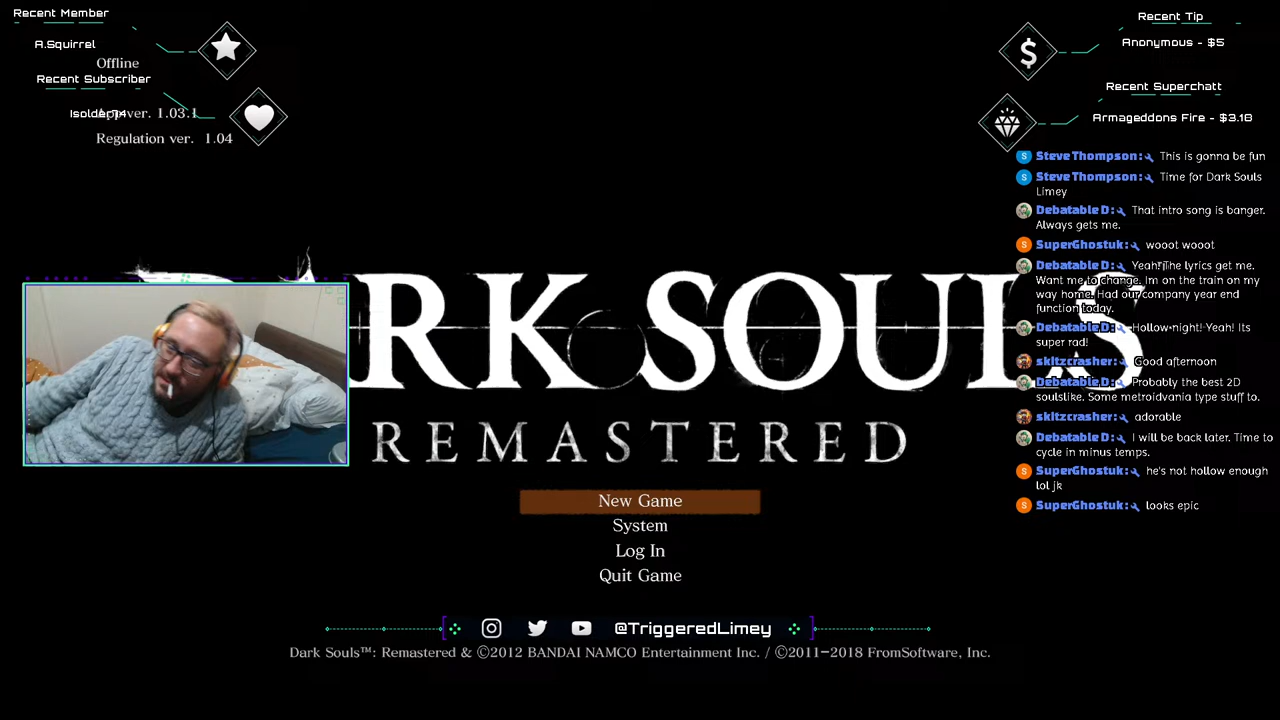 Recent Member
A.Squirrel
Offline
Recent Subscriber
App ver. 1.03.1
Regulation ver. 1.04
Recent Tip
Anonymous - $5
Recent Superchatt
Armageddons Fire - $3.18
SteveThompson: This is gonna be fun
SteveThompson: Time for Dark Souls
Limey
Debatable D: That intro song is banger.
Always gets me.
SuperGhostuk: wooot wooot
Debatable D: Yeah! The lyrics get me.
Want me to change. Im on the train on my
way home. Had our company year end
function today.
Debatable D: Hollow night! Yeah! Its
super rad!
skitzcrasher: Good afternoon
Debatable D: Probably the best 2D
soulslike. Some metroidvania type stuff to.
skitzcrasher: adorable
Debatable D: I will be back later. Time to
cycle in minus temps.
SuperGhostuk: he's not hollow enough
lol jk
SuperGhostuk: looks epic
DARK SOULS
REMASTERED
New Game
System
Log In
Quit Game
@TriggeredLimey
Dark Souls™: Remastered & ©2012 BANDAI NAMCO Entertainment Inc. / ©2011-2018 FromSoftware, Inc.